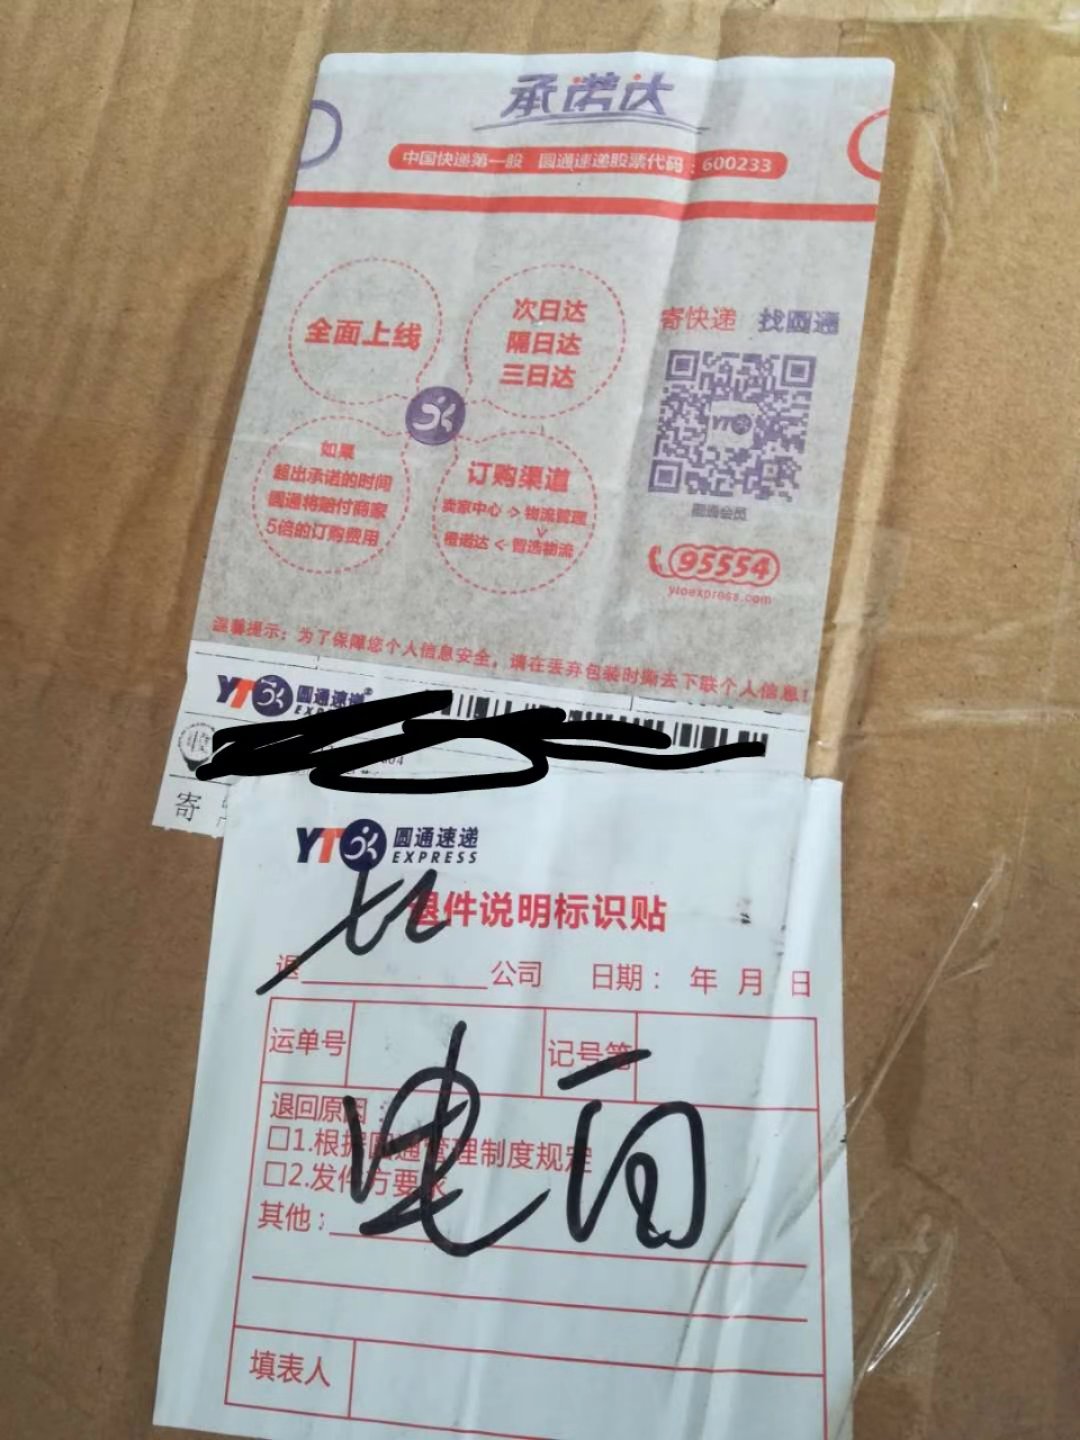 承诺达
中国快递第一股 圆通速递股票代码：600233
全面上线
次日达
隔日达
三日达
如果
超出承诺的时间
圆通将赔付商家
5倍的订购费用
订购渠道
卖家中心 > 物流管理
橙诺达 < 智选物流
寄快递 找圆通
YTO
圆通会员
95554
ytoexpress.com
温馨提示：为了保障您个人信息安全，请在丢弃包装时撕去下联个人信息！
YTO 圆通速递
收
寄
YTO 圆通速递
EXPRESS
退件说明标识贴
退 公司 日期： 年 月 日
运单号 记号笔
退回原因：
□1.根据圆通管理制度规定
□2.发件方要求
电
其他：
填表人